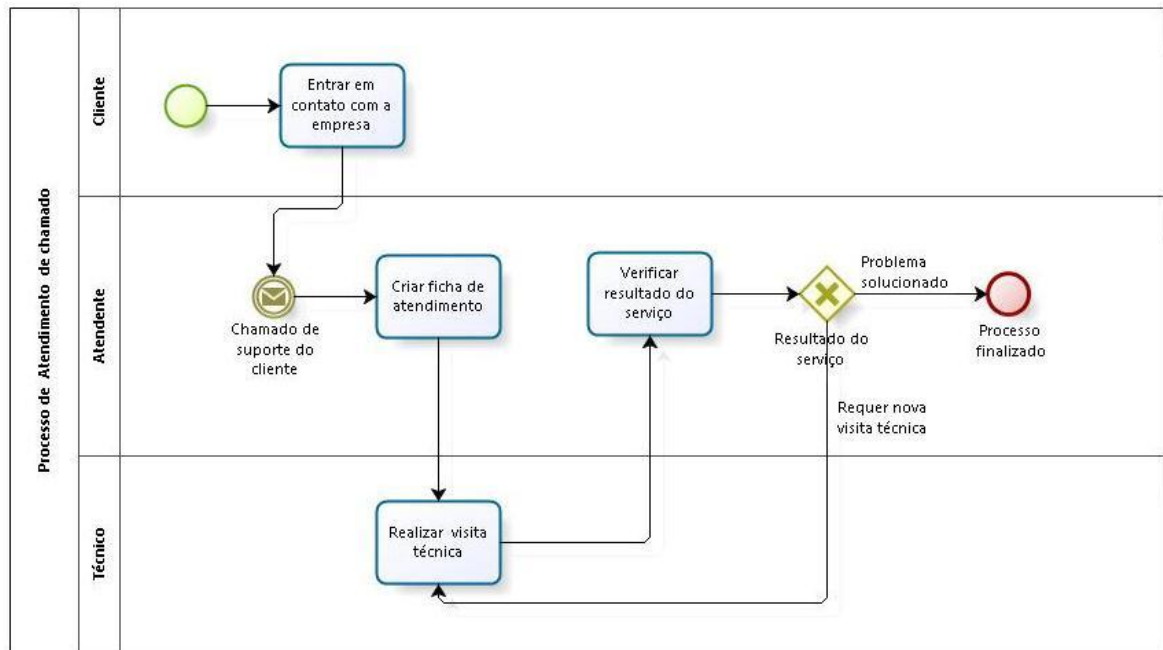 Processo de Atendimento de chamado
Cliente
Entrar em
contato com a
empresa
Atendente
Chamado de
suporte do
cliente
Criar ficha de
atendimento
Verificar
resultado do
serviço
Resultado do
serviço
Problema
solucionado
Processo
finalizado
Requer nova
visita técnica
Técnico
Realizar visita
técnica